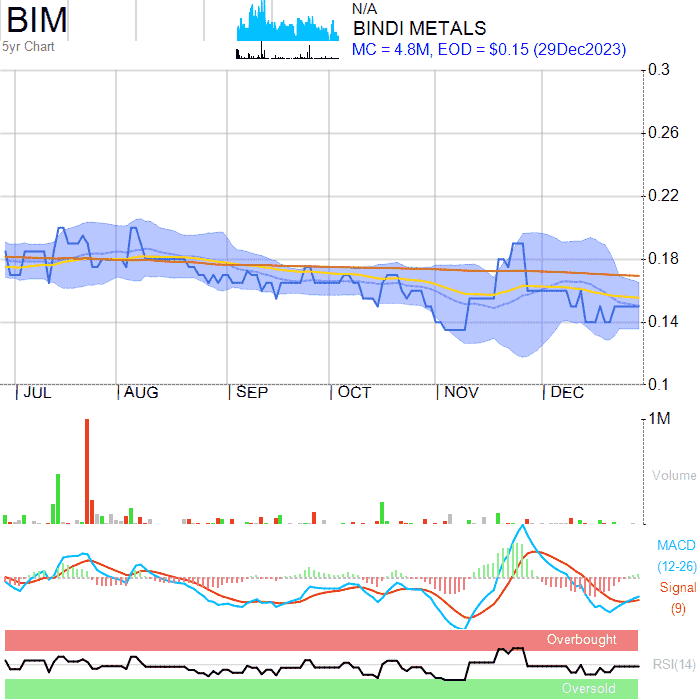 BIM
5yr Chart
N/A
BINDI METALS
MC = 4.8M, EOD = $0.15 (29Dec2023)
0.3
0.26
0.22
0.18
0.14
0.1
JUL AUG SEP OCT NOV DEC
1M
Volume
MACD
(12-26)
Signal
(9)
Overbought
RSI(14)
Oversold